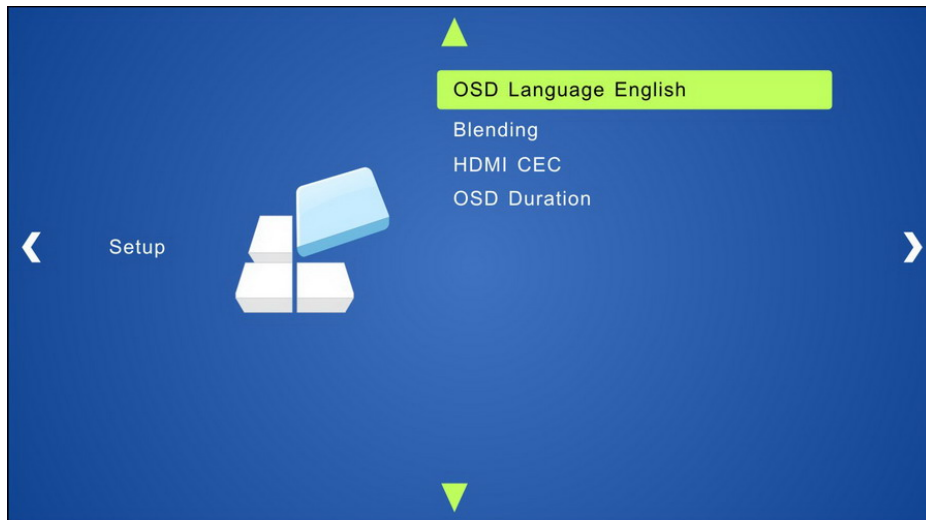 OSD Language English
Blending
HDMI CEC
OSD Duration
Setup